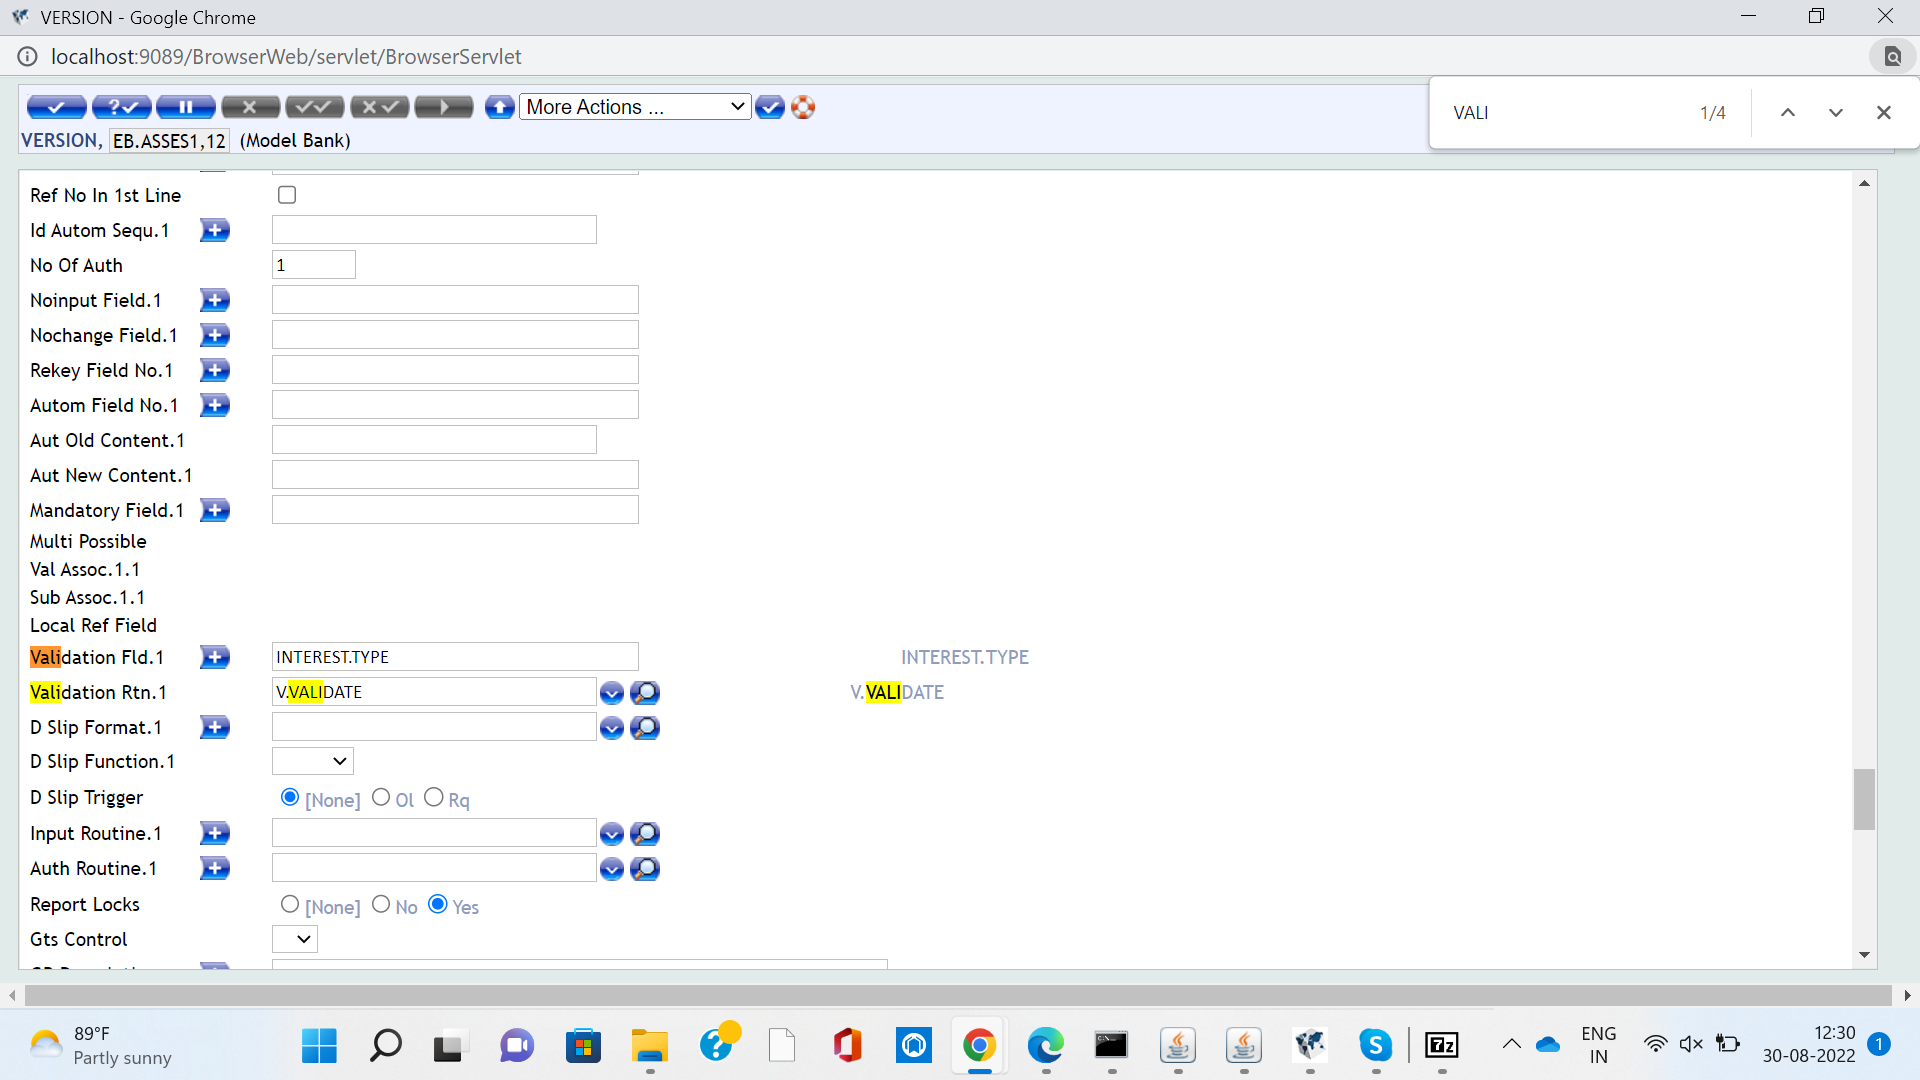 VERSION - Google Chrome
localhost:9089/BrowserWeb/servlet/BrowserServlet
More Actions ...
VALI 1/4
VERSION, EB.ASSES1,12 (Model Bank)
Ref No In 1st Line
Id Autom Sequ.1
No Of Auth 1
Noinput Field.1
Nochange Field.1
Rekey Field No.1
Autom Field No.1
Aut Old Content.1
Aut New Content.1
Mandatory Field.1
Multi Possible
Val Assoc.1.1
Sub Assoc.1.1
Local Ref Field
Validation Fld.1 INTEREST.TYPE INTEREST.TYPE
Validation Rtn.1 V.VALIDATE V.VALIDATE
D Slip Format.1
D Slip Function.1
D Slip Trigger [None] Ol Rq
Input Routine.1
Auth Routine.1
Report Locks [None] No Yes
Gts Control
89°F
Partly sunny
7z
ENG
IN
12:30
30-08-2022
1